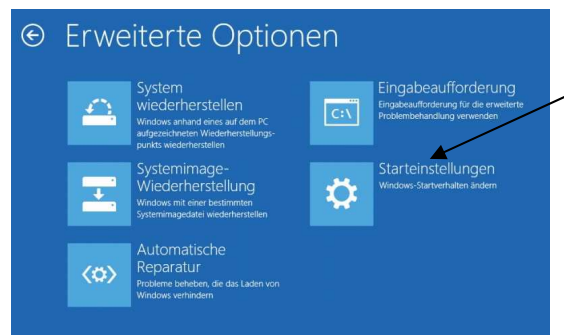 Erweiterte Optionen
System
wiederherstellen
Windows anhand eines auf dem PC
aufgezeichneten Wiederherstellungs-
punkts wiederherstellen
Systemimage-
Wiederherstellung
Windows mit einer bestimmten
Systemimagedatei wiederherstellen
Automatische
Reparatur
Probleme beheben, die das Laden von
Windows verhindern
C:\
Eingabeaufforderung
Eingabeaufforderung für die erweiterte
Problembehandlung verwenden
Starteinstellungen
Windows-Startverhalten ändern